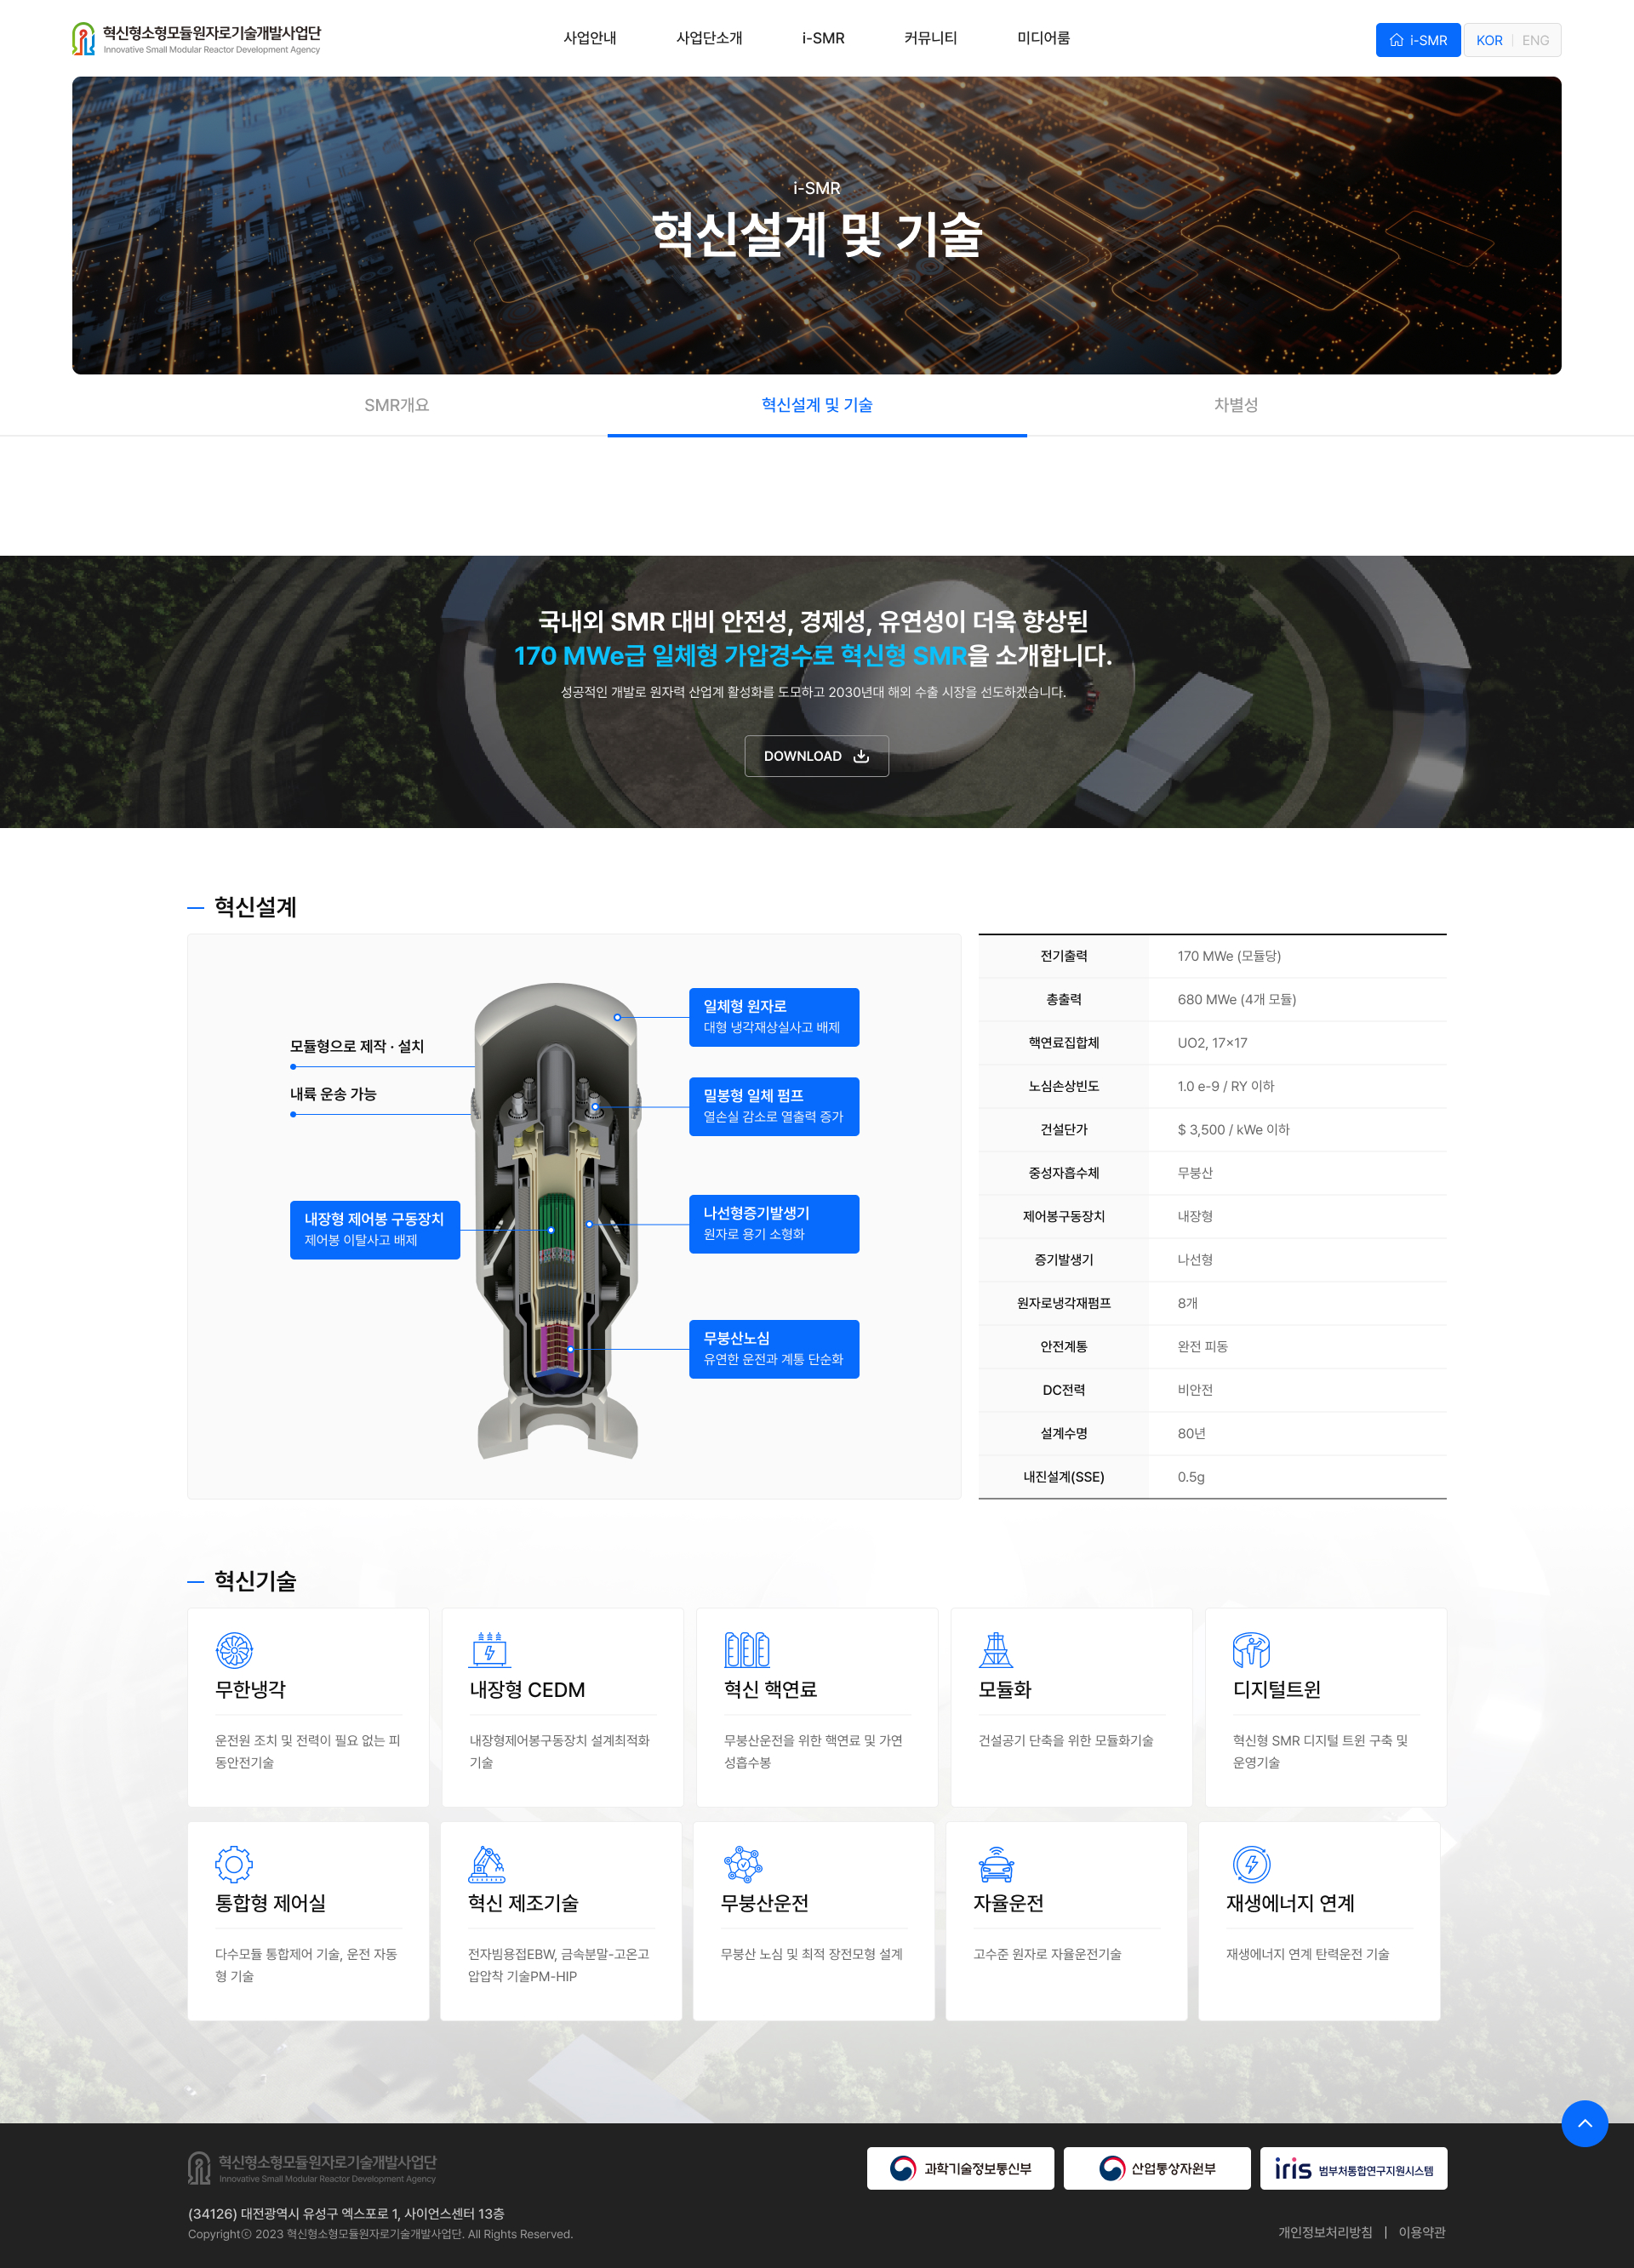 혁신형소형모듈원자로기술개발사업단
Innovative Small Modular Reactor Development Agency
사업안내
사업단소개
i-SMR
커뮤니티
미디어룸
i-SMR
KOR
ENG
i-SMR
혁신설계 및 기술
SMR개요
혁신설계 및 기술
차별성
국내외 SMR 대비 안전성, 경제성, 유연성이 더욱 향상된
170 MWe급 일체형 가압경수로 혁신형 SMR을 소개합니다.
성공적인 개발로 원자력 산업계 활성화를 도모하고 2030년대 해외 수출 시장을 선도하겠습니다.
DOWNLOAD
혁신설계
모듈형으로 제작 · 설치
내륙 운송 가능
내장형 제어봉 구동장치
제어봉 이탈사고 배제
일체형 원자로
대형 냉각재상실사고 배제
밀봉형 일체 펌프
열손실 감소로 열출력 증가
나선형증기발생기
원자로 용기 소형화
무붕산노심
유연한 운전과 계통 단순화
전기출력 170 MWe (모듈당)
총출력 680 MWe (4개 모듈)
핵연료집합체 UO2, 17×17
노심손상빈도 1.0 e-9 / RY 이하
건설단가 $ 3,500 / kWe 이하
중성자흡수체 무붕산
제어봉구동장치 내장형
증기발생기 나선형
원자로냉각재펌프 8개
안전계통 완전 피동
DC전력 비안전
설계수명 80년
내진설계(SSE) 0.5g
혁신기술
무한냉각
운전원 조치 및 전력이 필요 없는 피
동안전기술
내장형 CEDM
내장형제어봉구동장치 설계최적화
기술
혁신 핵연료
무붕산운전을 위한 핵연료 및 가연
성흡수봉
모듈화
건설공기 단축을 위한 모듈화기술
디지털트윈
혁신형 SMR 디지털 트윈 구축 및
운영기술
통합형 제어실
다수모듈 통합제어 기술, 운전 자동
형 기술
혁신 제조기술
전자빔용접EBW, 금속분말-고온고
압압착 기술PM-HIP
무붕산운전
무붕산 노심 및 최적 장전모형 설계
자율운전
고수준 원자로 자율운전기술
재생에너지 연계
재생에너지 연계 탄력운전 기술
혁신형소형모듈원자로기술개발사업단
Innovative Small Modular Reactor Development Agency
과학기술정보통신부
산업통상자원부
iris 범부처통합연구지원시스템
(34126) 대전광역시 유성구 엑스포로 1, 사이언스센터 13층
Copyrightⓒ 2023 혁신형소형모듈원자로기술개발사업단. All Rights Reserved.
개인정보처리방침 | 이용약관